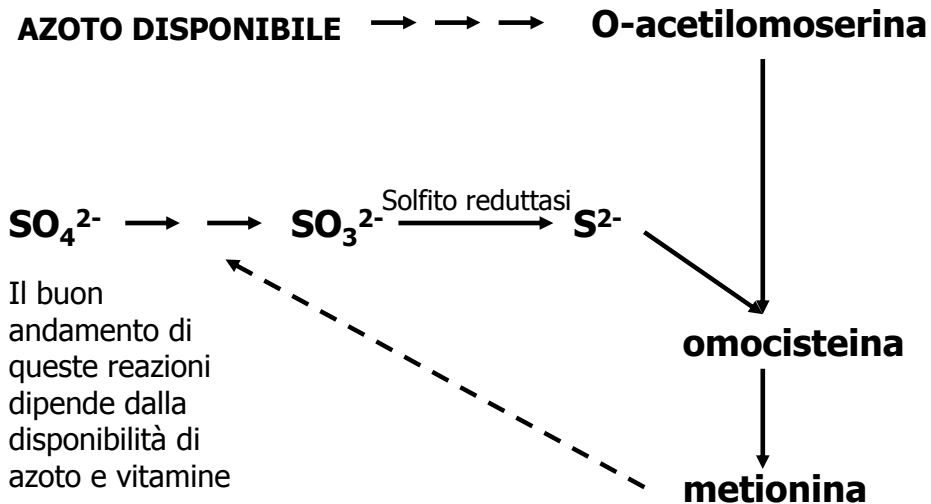 AZOTO DISPONIBILE
O-acetilomoserina
SO₄²⁻
SO₃²⁻
Solfito reduttasi
S²⁻
Il buon
andamento di
queste reazioni
dipende dalla
disponibilità di
azoto e vitamine
omocisteina
metionina